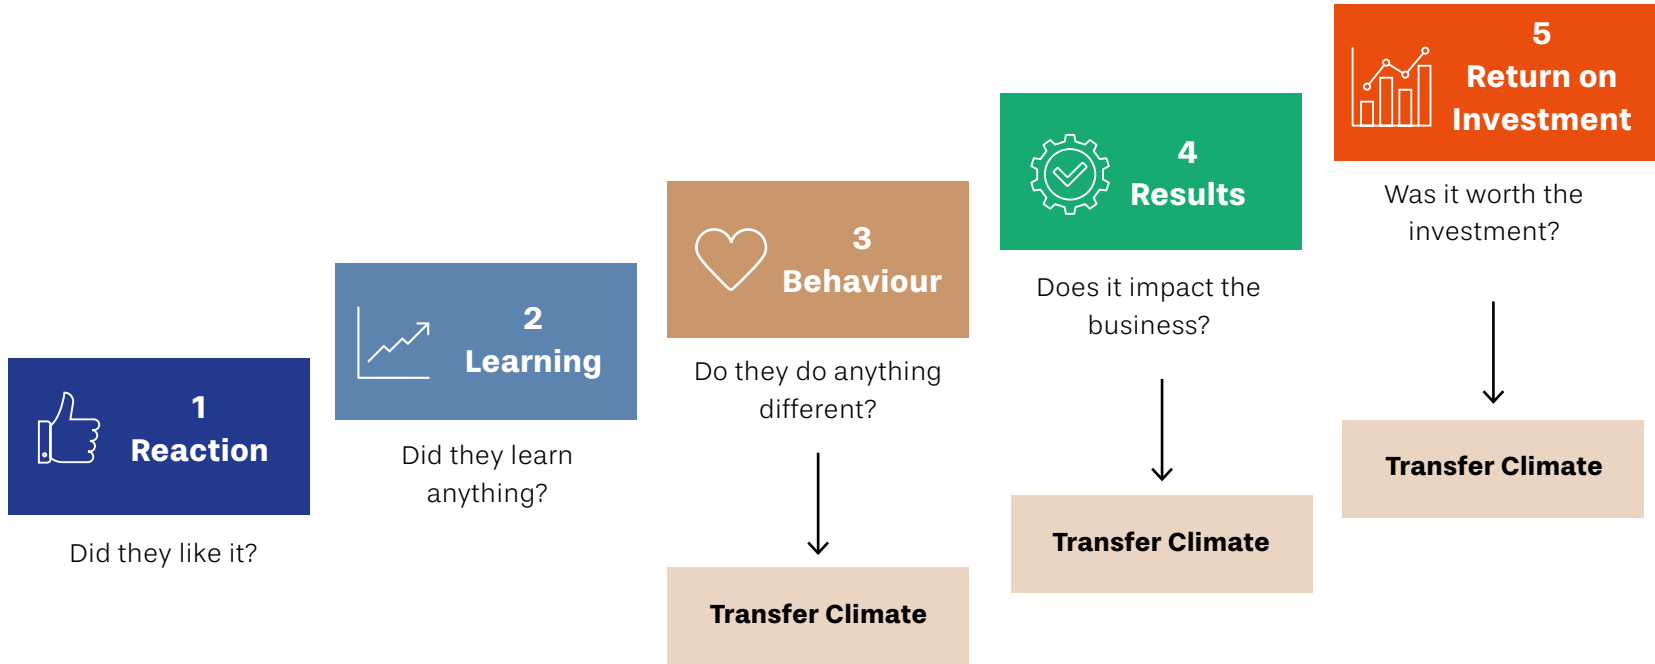 1
Reaction
Did they like it?
2
Learning
Did they learn
anything?
3
Behaviour
Do they do anything
different?
Transfer Climate
4
Results
Does it impact the
business?
Transfer Climate
5
Return on
Investment
Was it worth the
investment?
Transfer Climate